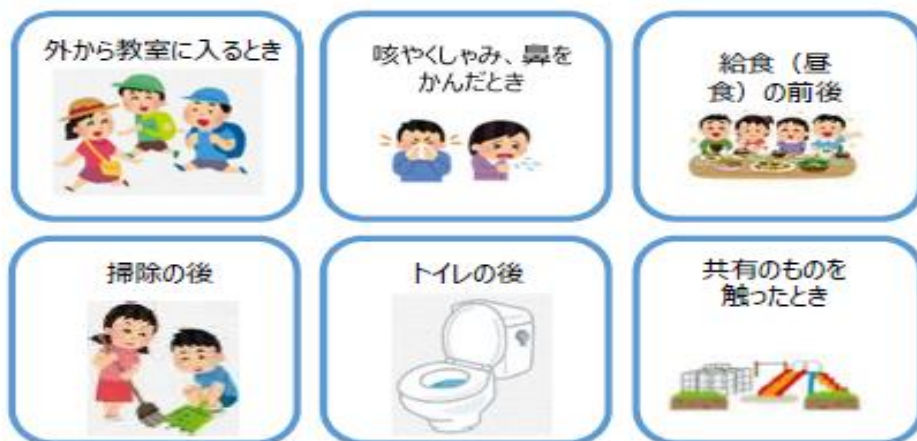 外から教室に入るとき
咳やくしゃみ、鼻を
かんだとき
給食（昼
食）の前後
掃除の後
トイレの後
共有のものを
触ったとき